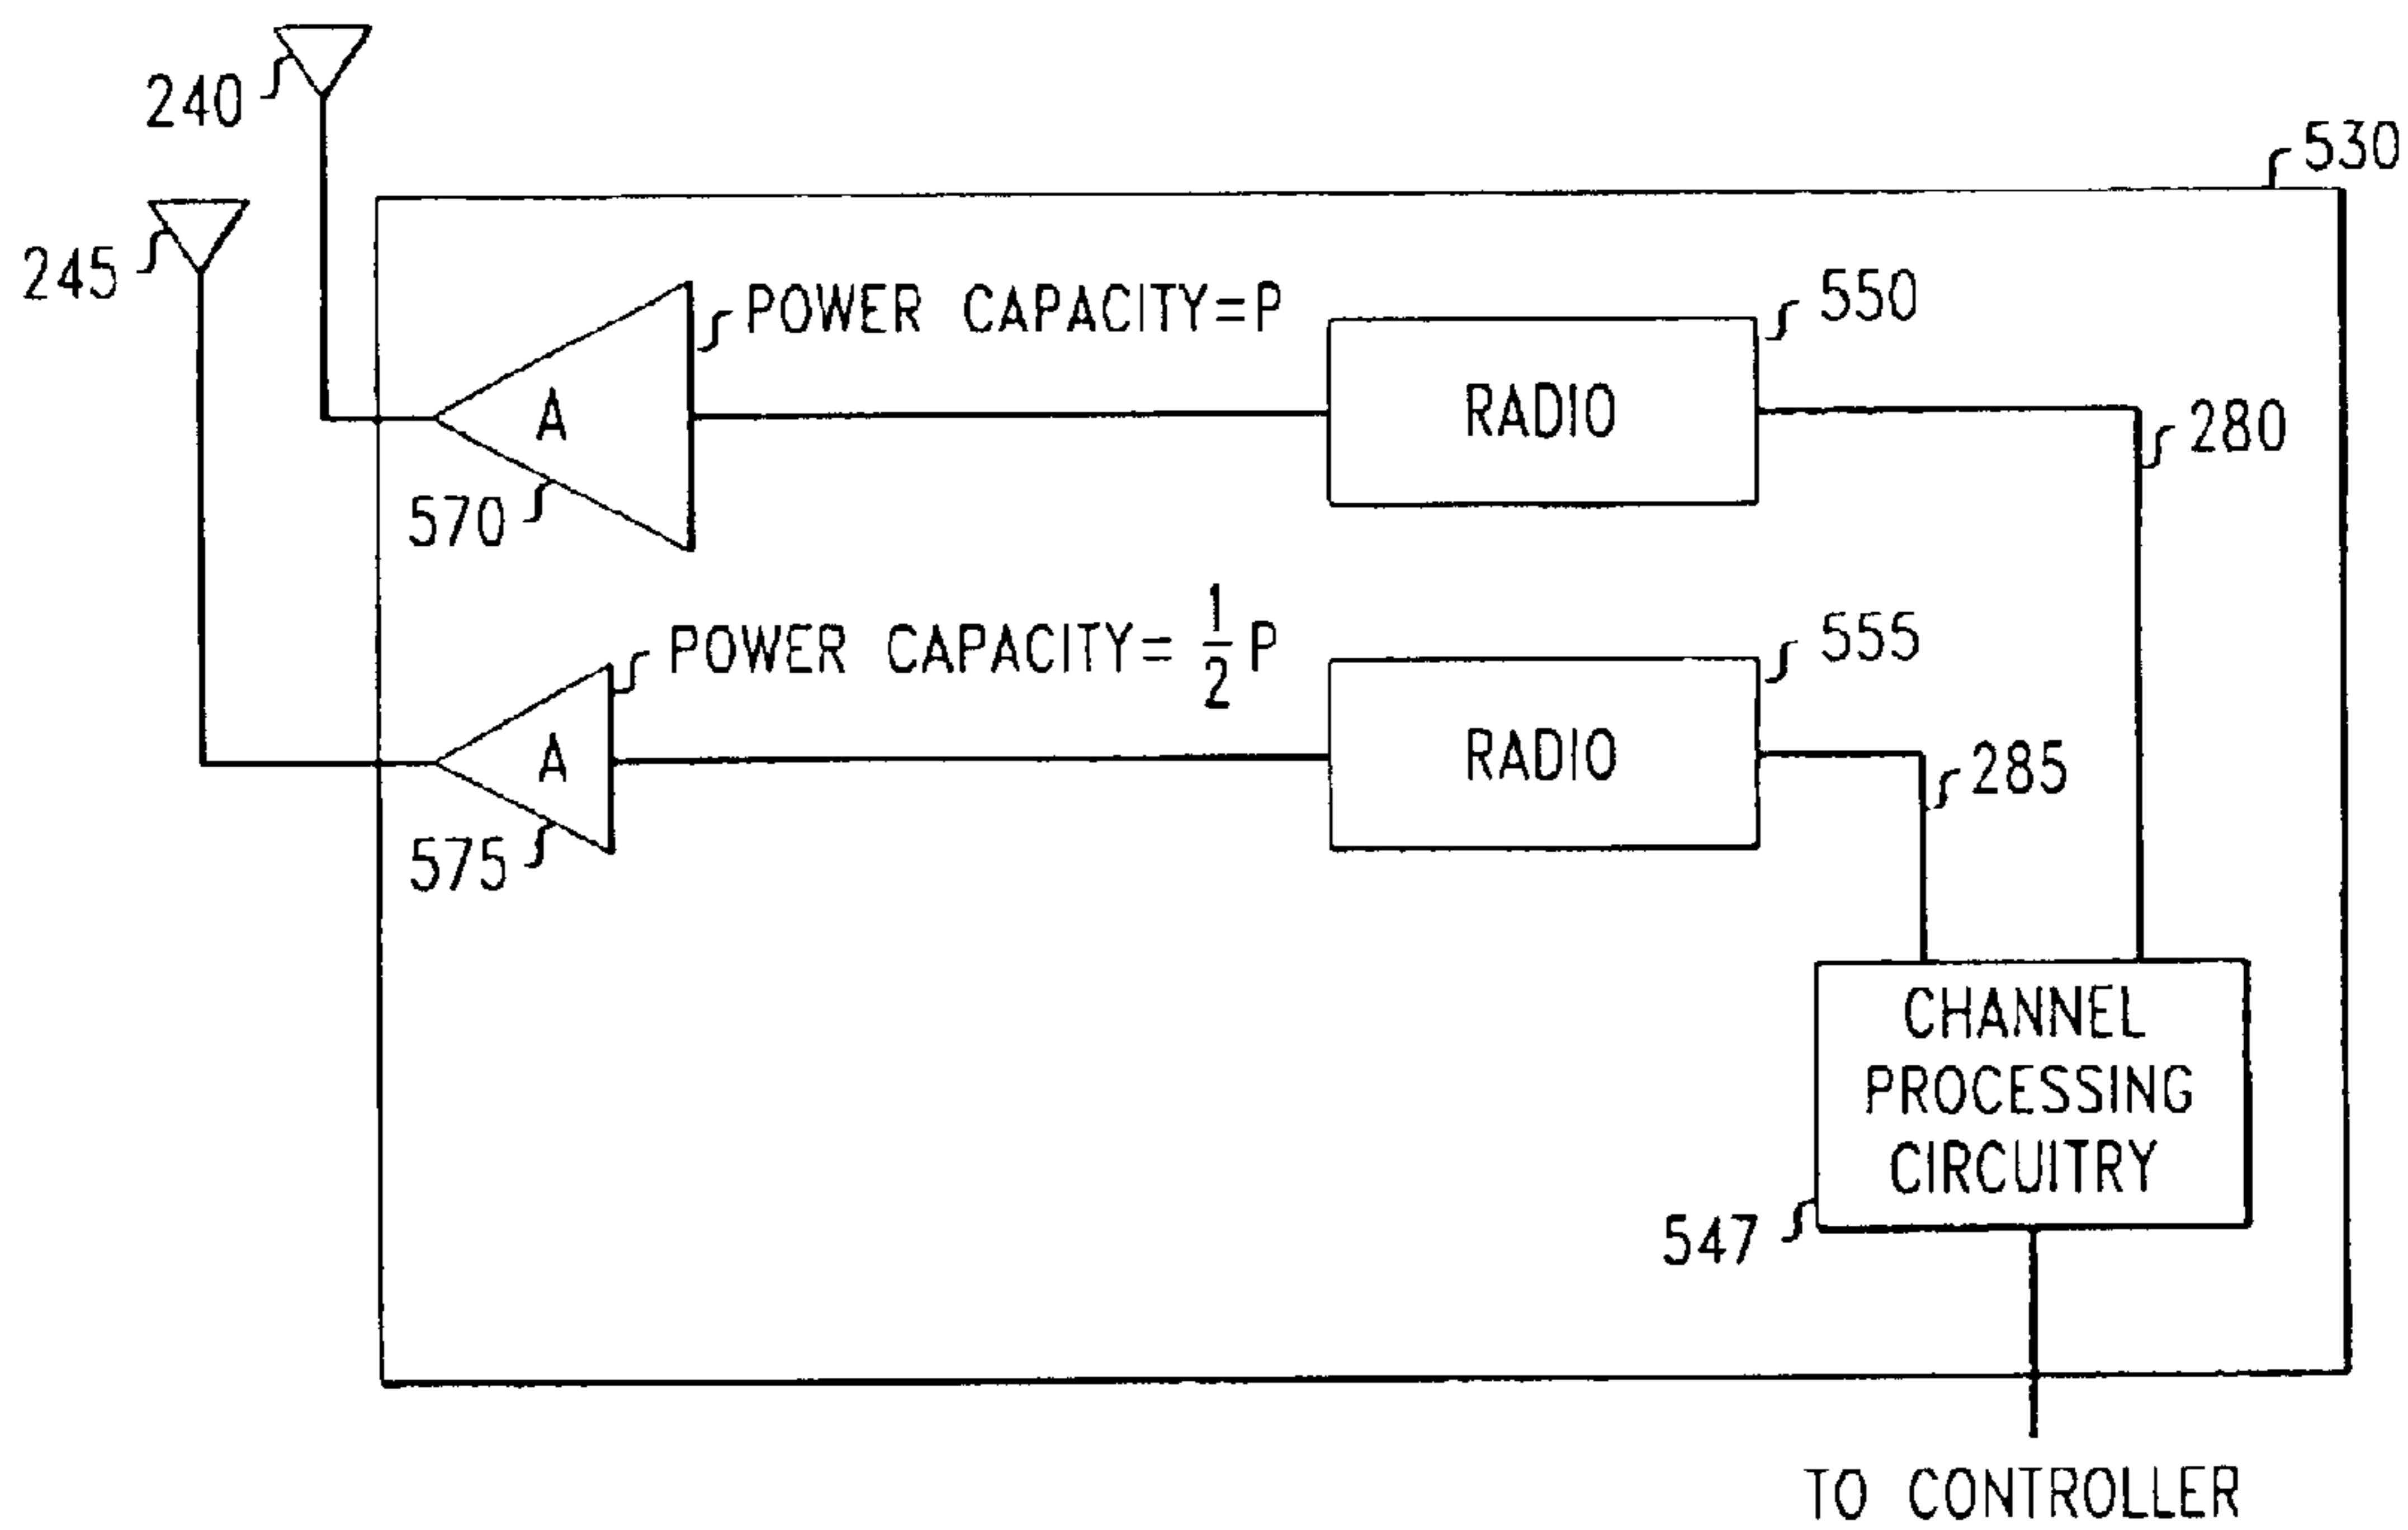 240
530
245
POWER CAPACITY=P
550
RADIO
280
A
570
POWER CAPACITY= 1/2 P
555
RADIO
285
A
575
CHANNEL
PROCESSING
CIRCUITRY
547
TO CONTROLLER